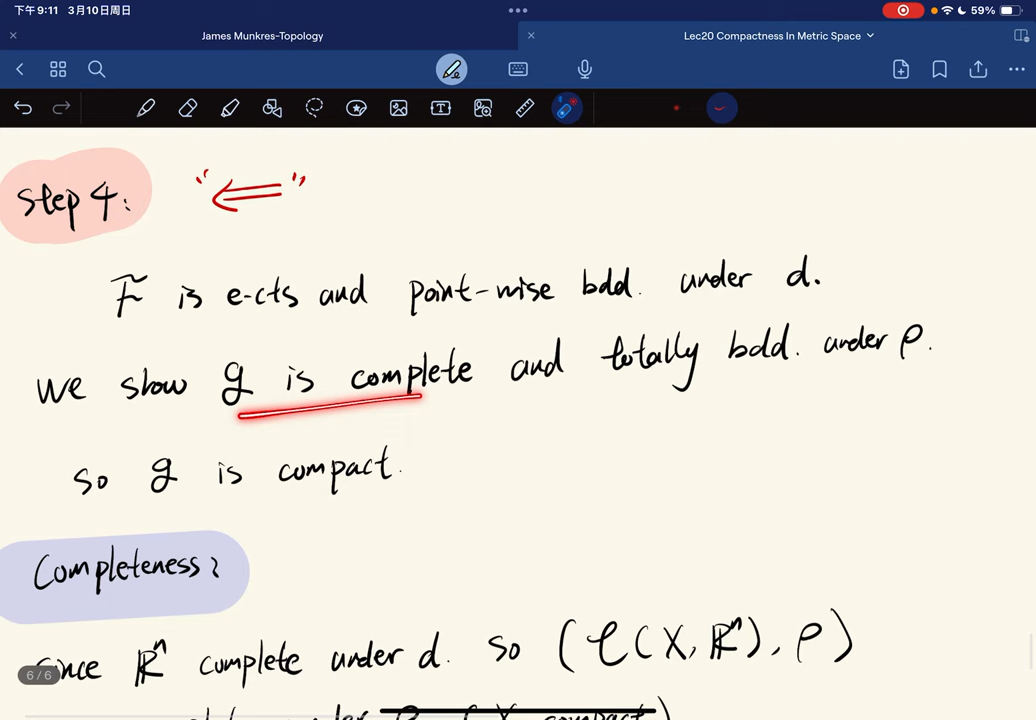 下午9:11 3月10日周日
59%
James Munkres-Topology
Lec20 Compactness In Metric Space
Step 4: "⇐"
F is e-cts and point-wise bdd. under d.
We show g is complete and totally bdd. under ρ.
so g is compact.
Completeness:
since ℝⁿ complete under d. so (C(X, ℝⁿ), ρ)
6/6
under
X compact)